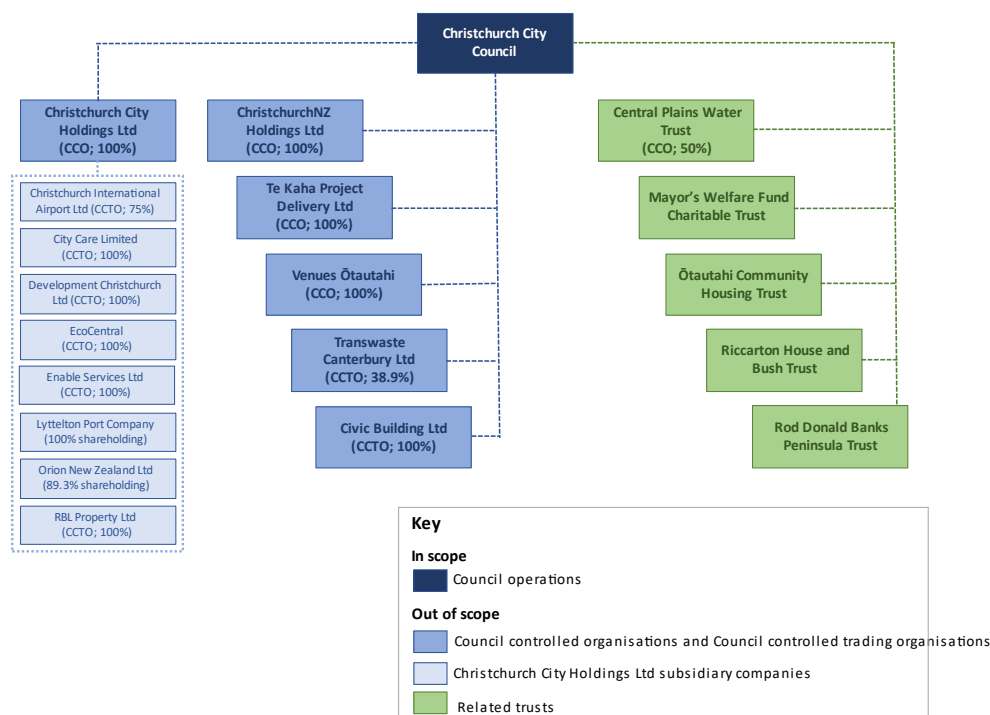 Christchurch City
Council
Christchurch City
Holdings Ltd
(CCO; 100%)
Christchurch International
Airport Ltd (CCTO; 75%)
City Care Limited
(CCTO; 100%)
Development Christchurch
Ltd (CCTO; 100%)
EcoCentral
(CCTO; 100%)
Enable Services Ltd
(CCTO; 100%)
Lyttelton Port Company
(100% shareholding)
Orion New Zealand Ltd
(89.3% shareholding)
RBL Property Ltd
(CCTO; 100%)
ChristchurchNZ
Holdings Ltd
(CCO; 100%)
Te Kaha Project
Delivery Ltd
(CCO; 100%)
Venues Ōtautahi
(CCO; 100%)
Transwaste
Canterbury Ltd
(CCTO; 38.9%)
Civic Building Ltd
(CCTO; 100%)
Central Plains Water
Trust
(CCO; 50%)
Mayor's Welfare Fund
Charitable Trust
Ōtautahi Community
Housing Trust
Riccarton House and
Bush Trust
Rod Donald Banks
Peninsula Trust
Key
In scope
Council operations
Out of scope
Council controlled organisations and Council controlled trading organisations
Christchurch City Holdings Ltd subsidiary companies
Related trusts